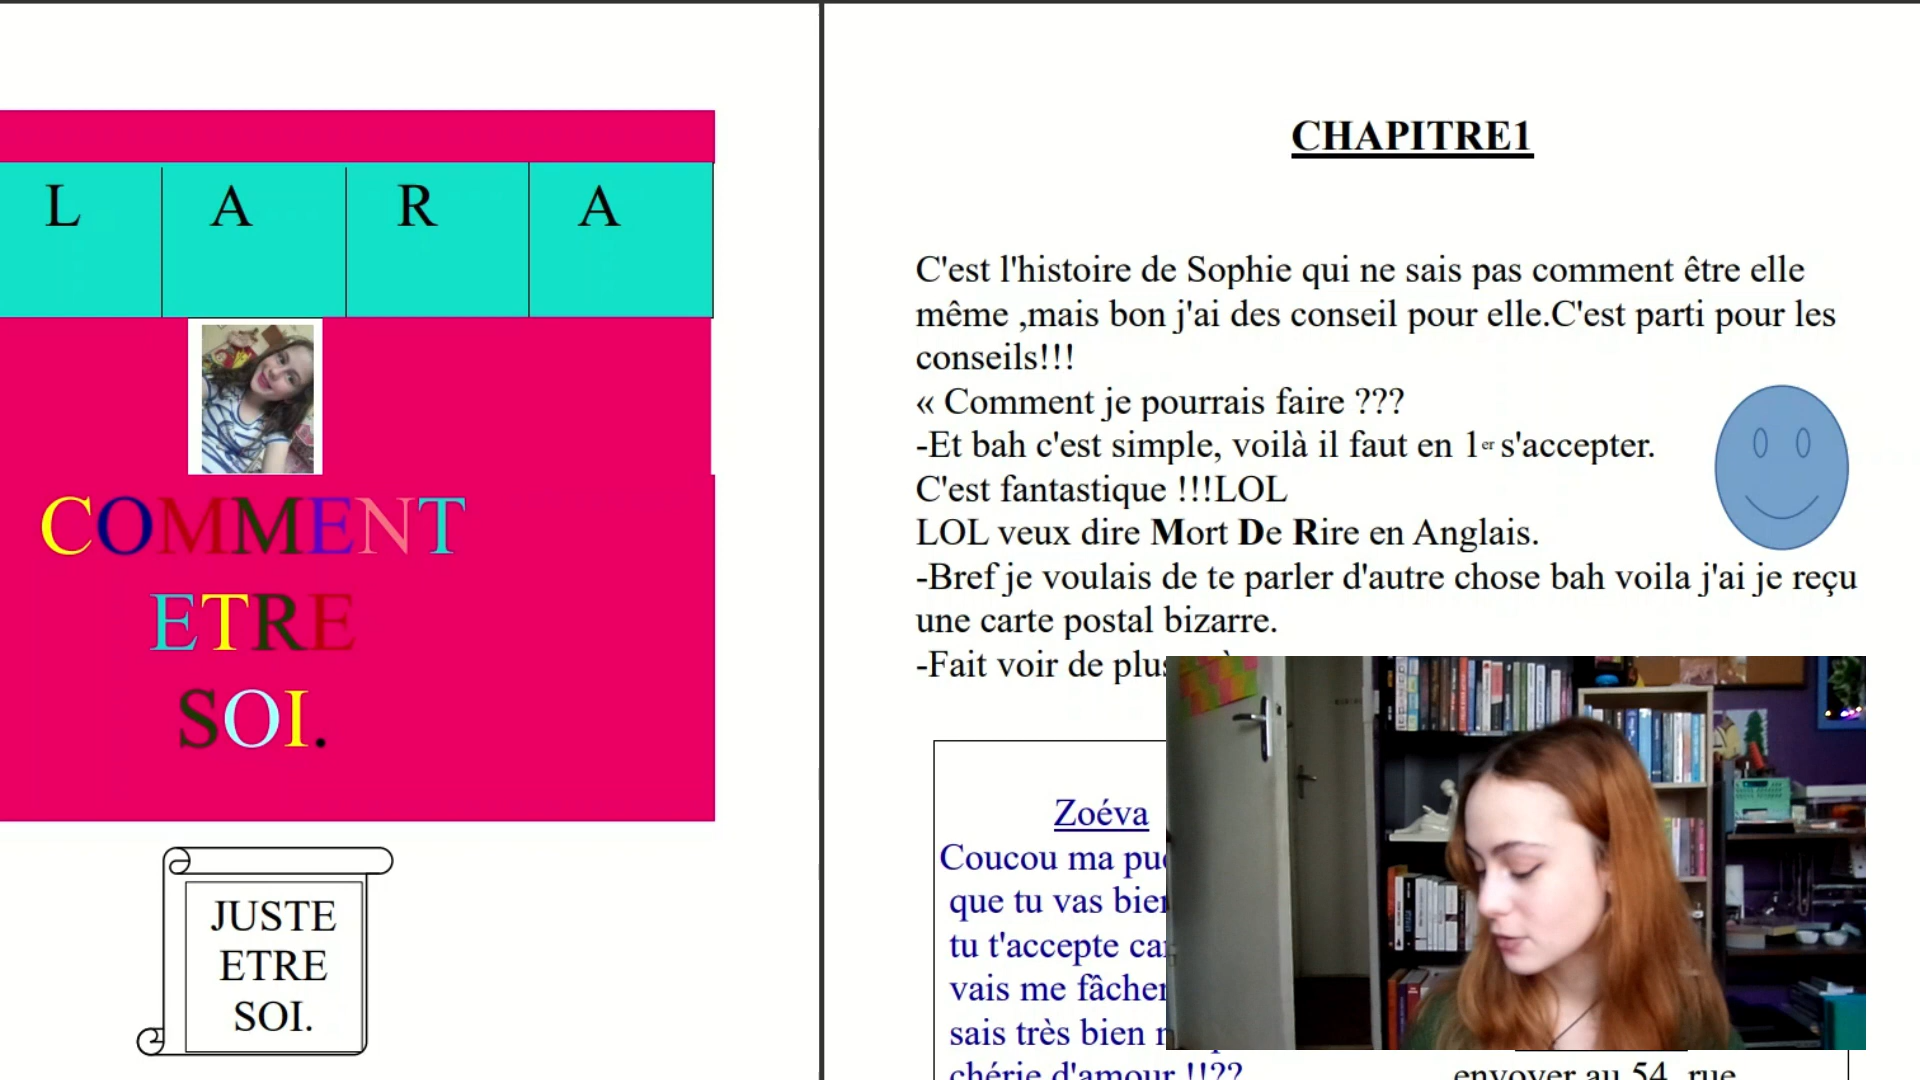 L A R A
COMMENT
ETRE
SOI.
JUSTE
ETRE
SOI.
CHAPITRE1
C'est l'histoire de Sophie qui ne sais pas comment être elle
même ,mais bon j'ai des conseil pour elle.C'est parti pour les
conseils!!!
« Comment je pourrais faire ???
-Et bah c'est simple, voilà il faut en 1er s'accepter.
C'est fantastique !!!LOL
LOL veux dire Mort De Rire en Anglais.
-Bref je voulais de te parler d'autre chose bah voila j'ai je reçu
une carte postal bizarre.
-Fait voir de plus
Zoéva
Coucou ma
que tu vas
tu t'accepte
vais me
sais très bien
chérie d'amour !!??
envoyer au 54, rue